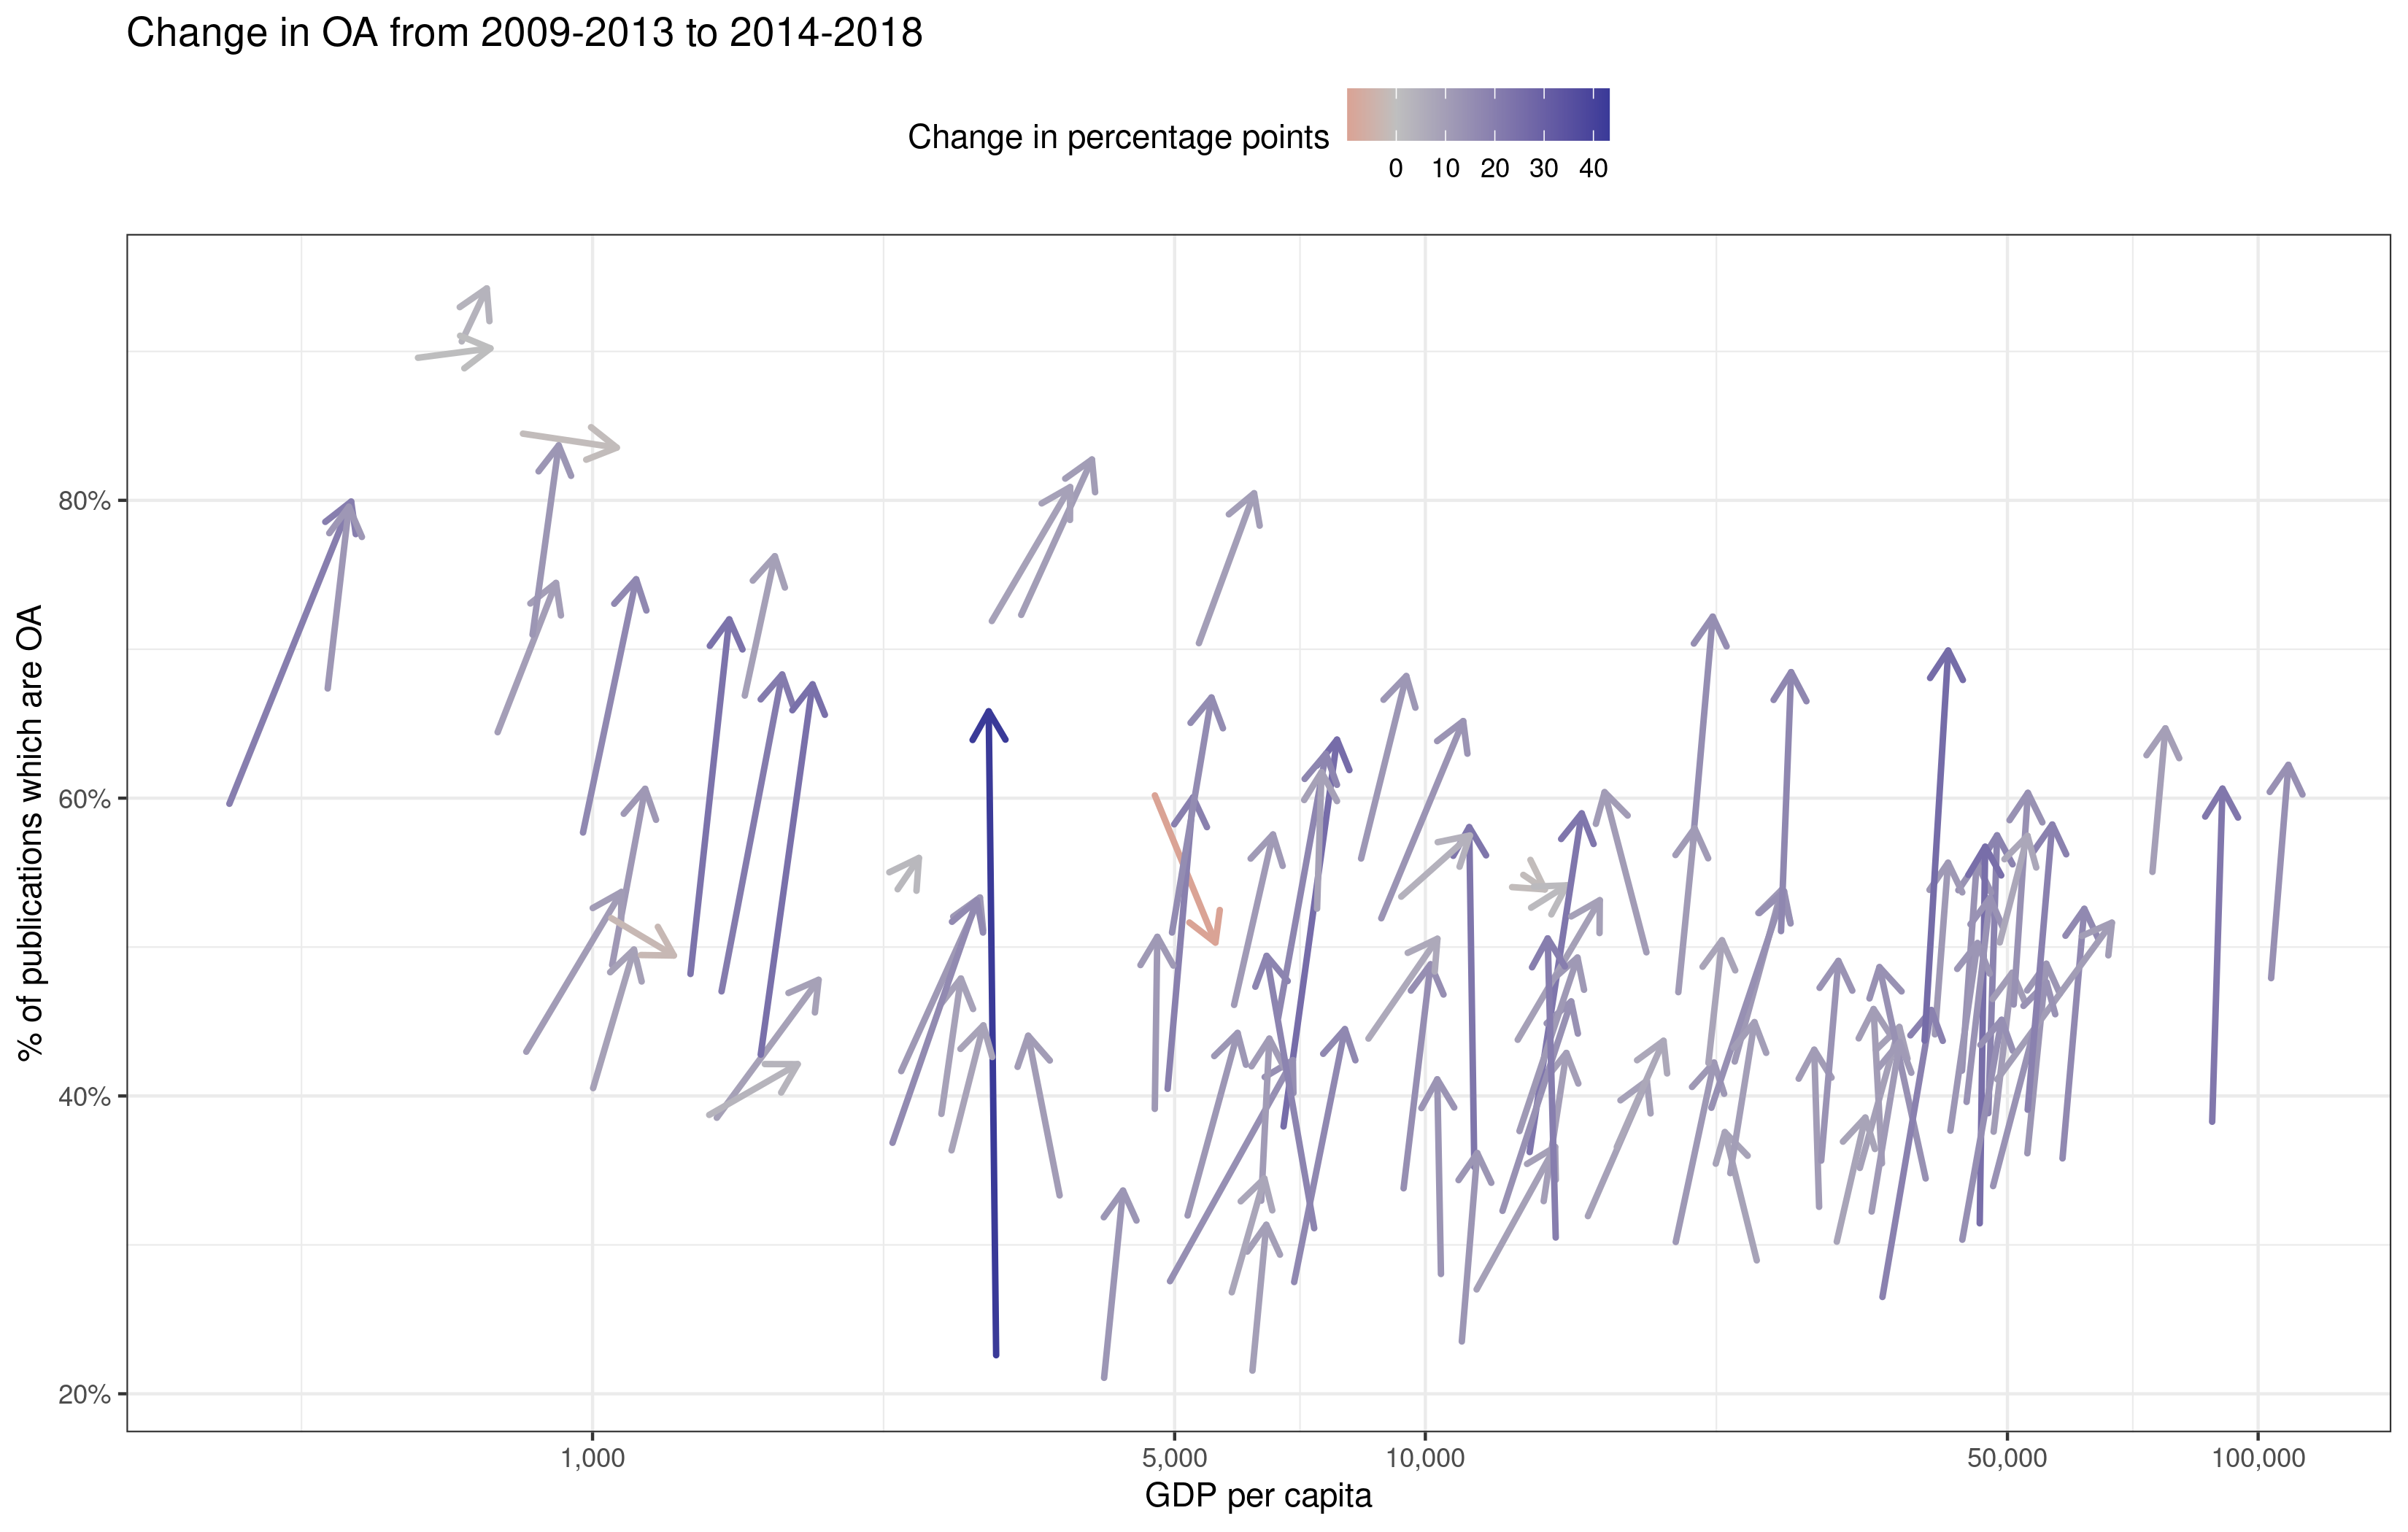 Change in OA from 2009-2013 to 2014-2018
Change in percentage points
0 10 20 30 40
% of publications which are OA
80%
60%
40%
20%
1,000 5,000 10,000 50,000 100,000
GDP per capita